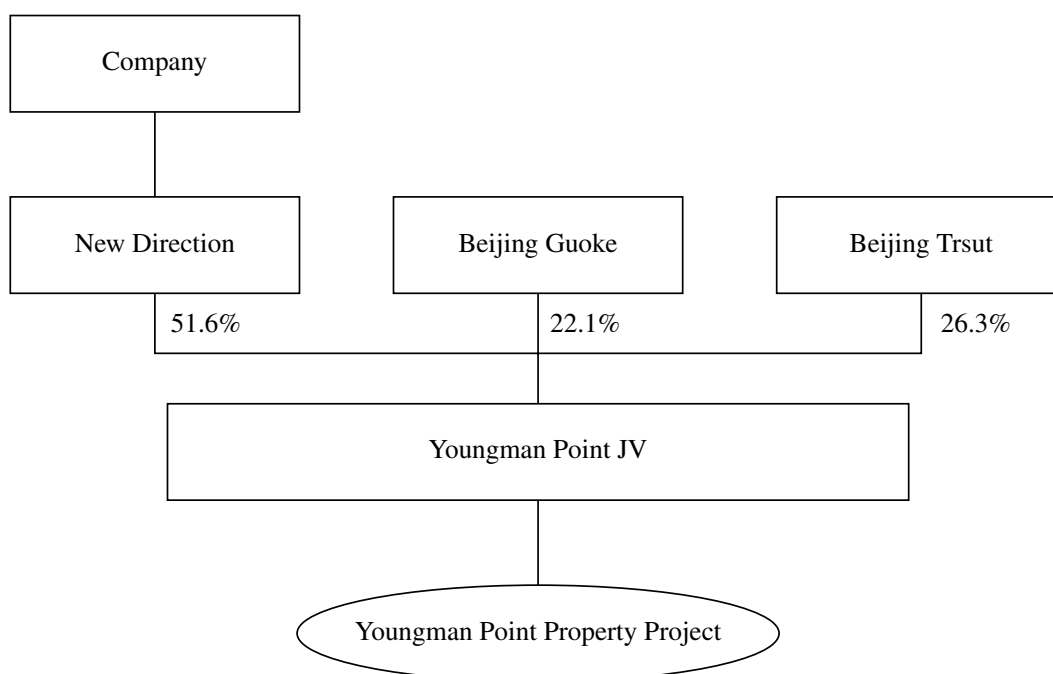 Company
New Direction
Beijing Guoke
Beijing Trsut
51.6%
22.1%
26.3%
Youngman Point JV
Youngman Point Property Project